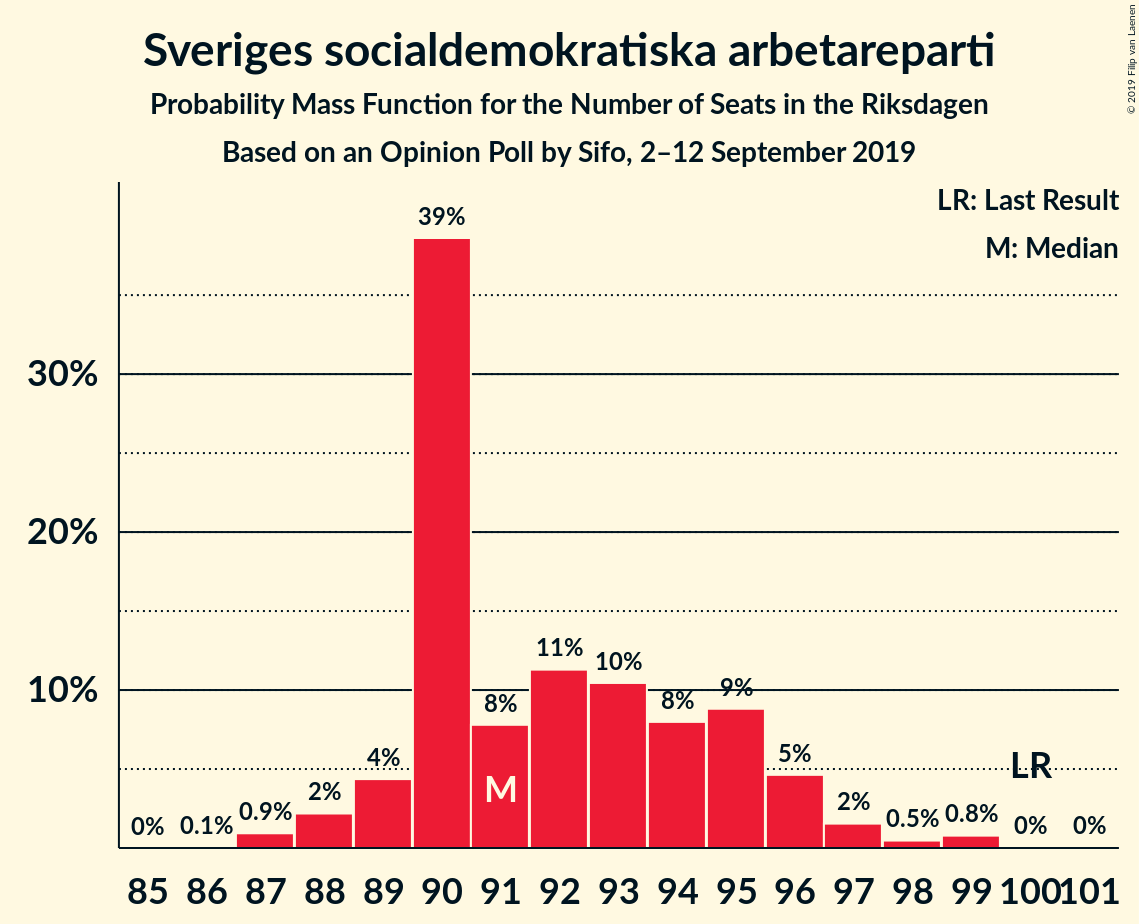 Sveriges socialdemokratiska arbetareparti
Probability Mass Function for the Number of Seats in the Riksdagen
Based on an Opinion Poll by Sifo, 2–12 September 2019
© 2019 Filip van Laenen
LR: Last Result
M: Median
30%
20%
10%
0%
0.1%
0.9%
2%
4%
39%
8%
11%
10%
8%
9%
5%
2%
0.5%
0.8%
0%
0%
M
LR
85 86 87 88 89 90 91 92 93 94 95 96 97 98 99 100 101